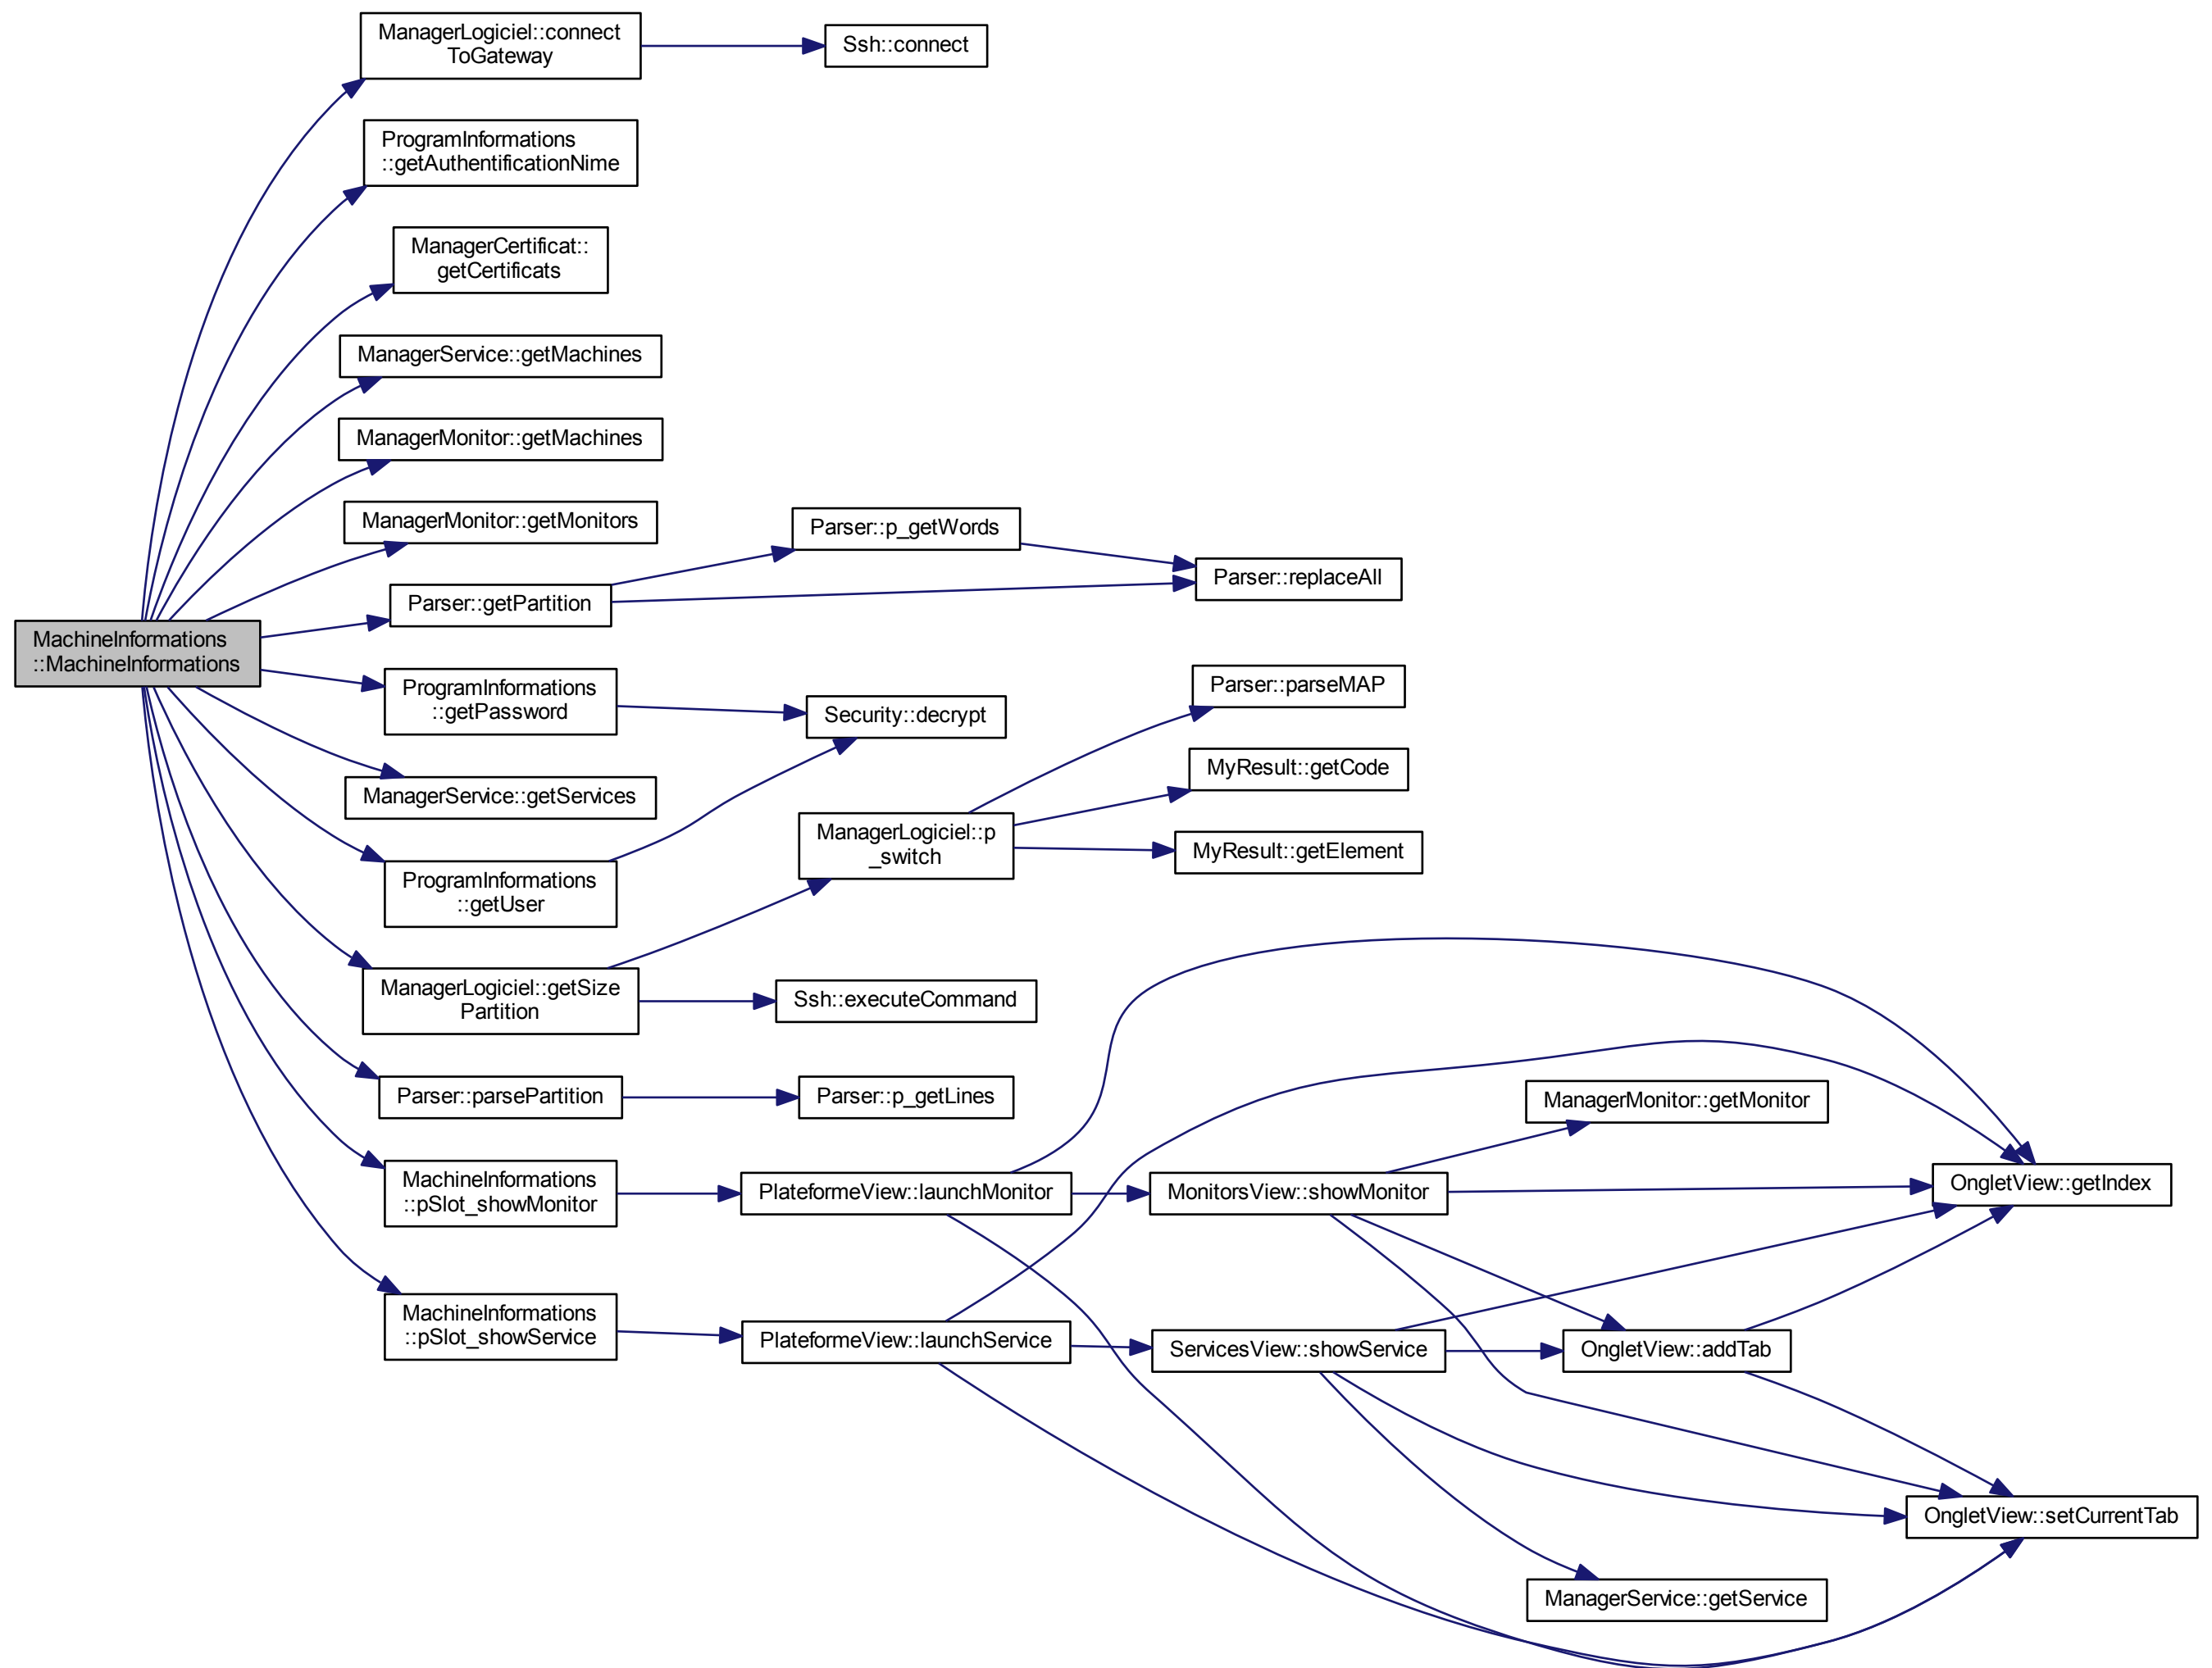 MachineInformations
::MachineInformations
ManagerLogiciel::connect
ToGateway
Ssh::connect
ProgramInformations
::getAuthentificationNime
ManagerCertificat::
getCertificats
ManagerService::getMachines
ManagerMonitor::getMachines
ManagerMonitor::getMonitors
Parser::getPartition
Parser::p_getWords
Parser::replaceAll
ProgramInformations
::getPassword
Security::decrypt
ManagerService::getServices
ProgramInformations
::getUser
ManagerLogiciel::getSize
Partition
ManagerLogiciel::p
_switch
Parser::parseMAP
MyResult::getCode
MyResult::getElement
Ssh::executeCommand
Parser::parsePartition
Parser::p_getLines
MachineInformations
::pSlot_showMonitor
PlateformeView::launchMonitor
MonitorsView::showMonitor
ManagerMonitor::getMonitor
OngletView::getIndex
MachineInformations
::pSlot_showService
PlateformeView::launchService
ServicesView::showService
OngletView::addTab
OngletView::setCurrentTab
ManagerService::getService